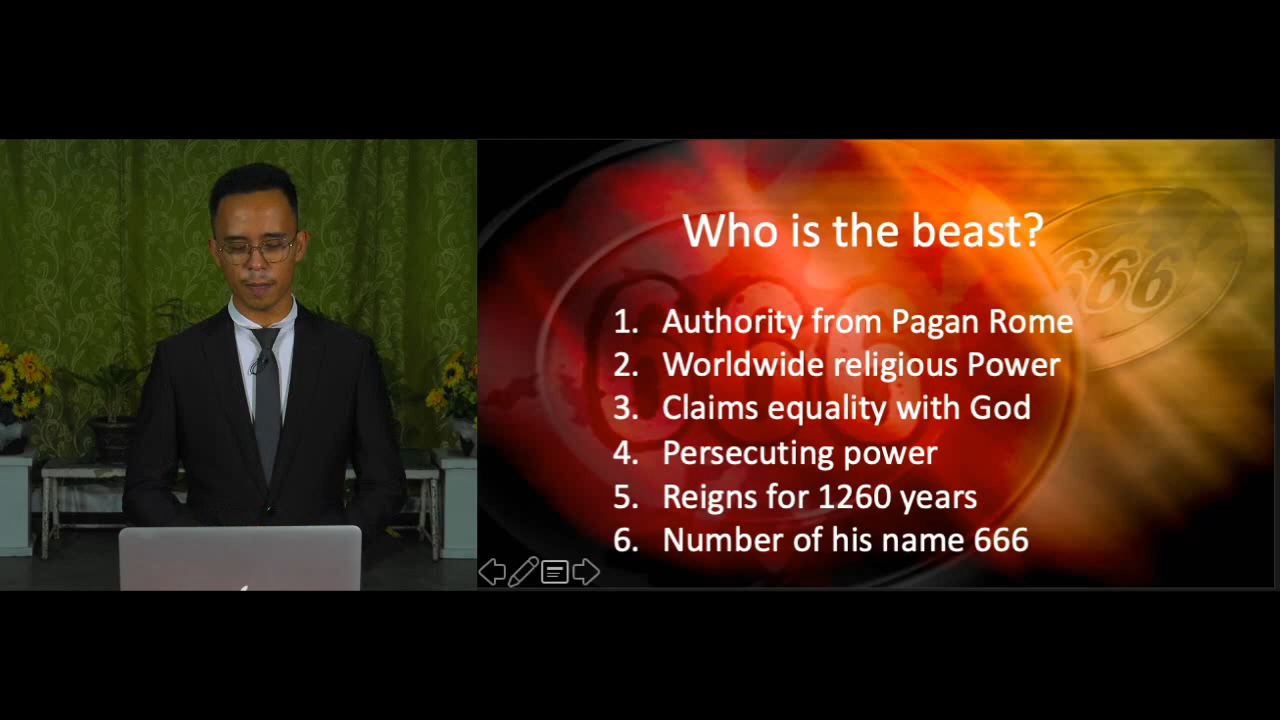 Who is the beast?
666
666
1. Authority from Pagan Rome
2. Worldwide religious Power
3. Claims equality with God
4. Persecuting power
5. Reigns for 1260 years
6. Number of his name 666